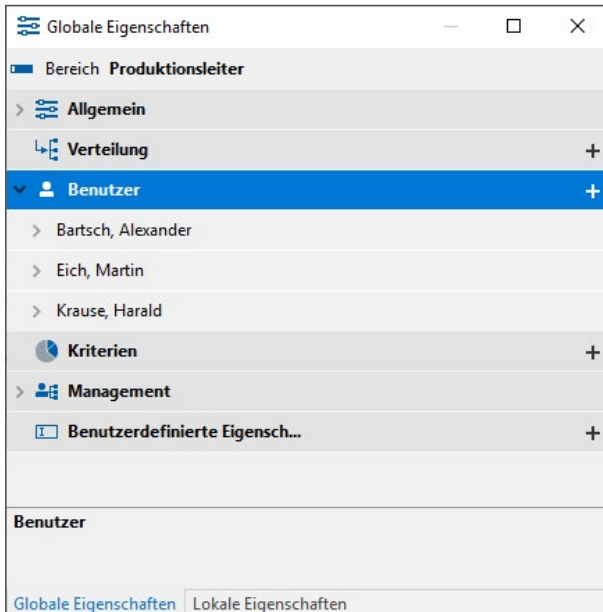 Globale Eigenschaften
Bereich Produktionsleiter
Allgemein
Verteilung
Benutzer
Bartsch, Alexander
Eich, Martin
Krause, Harald
Kriterien
Management
Benutzerdefinierte Eigensch...
Benutzer
Globale Eigenschaften Lokale Eigenschaften